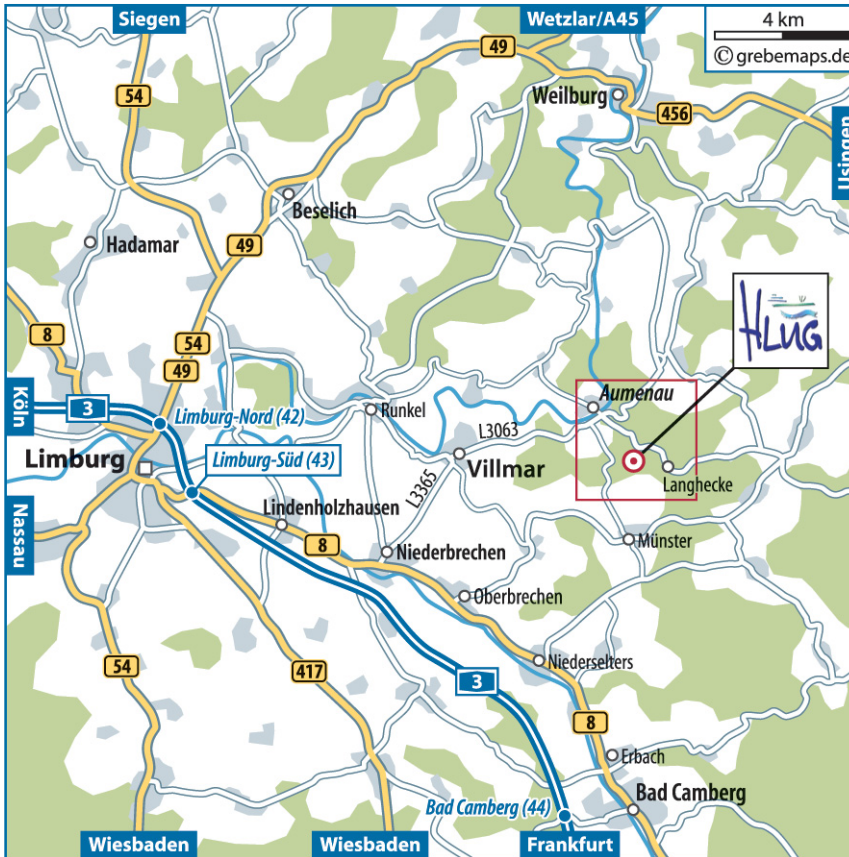 Siegen
Wetzlar/A45
4 km
© grebemaps.de
49
54
Weilburg
456
Usingen
Beselich
Hadamar
49
HLUG
8
54
49
Köln
3
Limburg-Nord (42)
Runkel
Aumenau
L3063
Limburg
Limburg-Süd (43)
Villmar
Langhecke
L3365
Nassau
Lindenholzhausen
8
Niederbrechen
Münster
Oberbrechen
54
417
3
Niederselters
8
Erbach
Bad Camberg (44)
Bad Camberg
Wiesbaden
Wiesbaden
Frankfurt